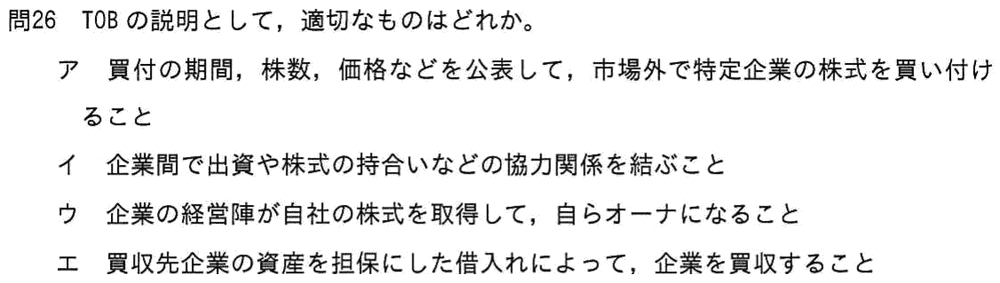 問26 TOBの説明として，適切なものはどれか。
ア 買付の期間，株数，価格などを公表して，市場外で特定企業の株式を買い付け
ること
イ 企業間で出資や株式の持合いなどの協力関係を結ぶこと
ウ 企業の経営陣が自社の株式を取得して，自らオーナになること
エ 買収先企業の資産を担保にした借入れによって，企業を買収すること